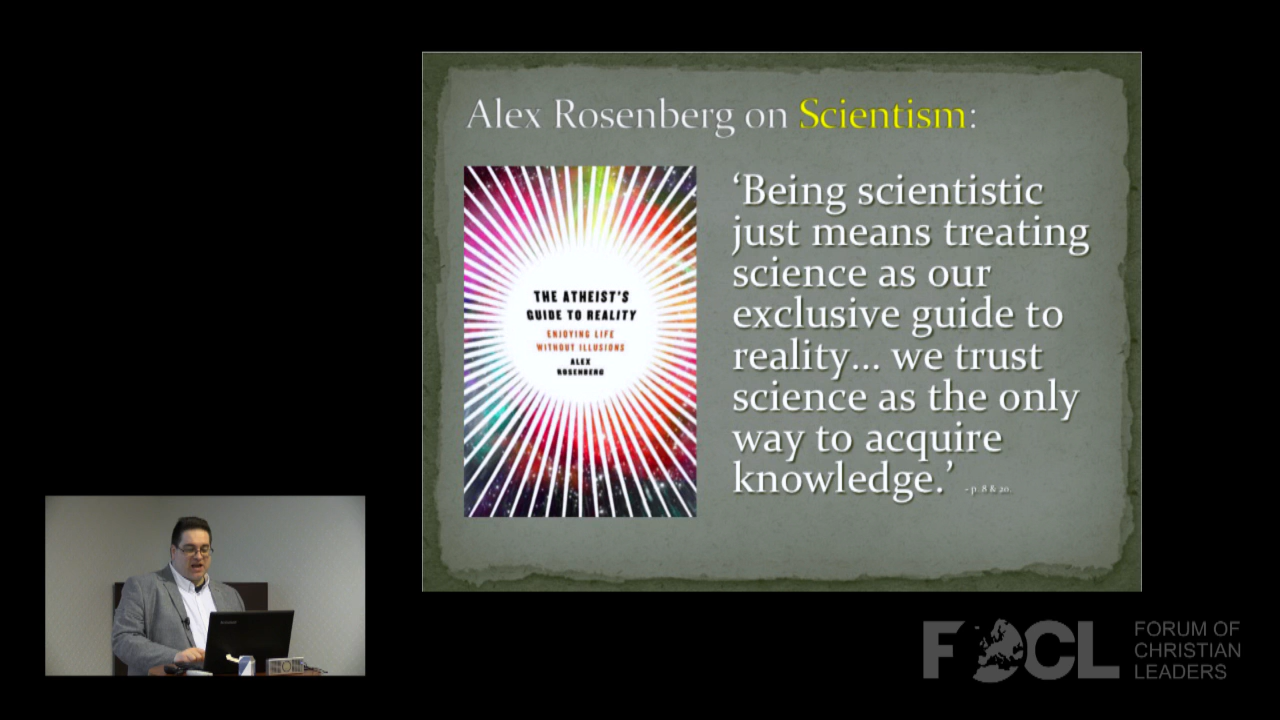 Alex Rosenberg on Scientism:
THE ATHEIST'S
GUIDE TO REALITY
ENJOYING LIFE
WITHOUT ILLUSIONS
ALEX
ROSENBERG
‘Being scientistic
just means treating
science as our
exclusive guide to
reality... we trust
science as the only
way to acquire
knowledge.’ - p. 8 & 20.
FOCL
FORUM OF
CHRISTIAN
LEADERS